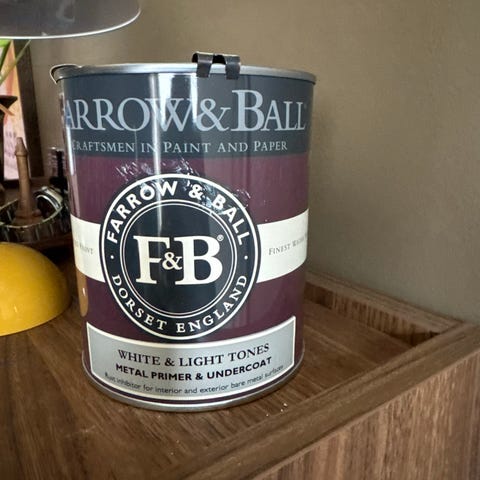 ARROW & BALL
CRAFTSMEN IN PAINT AND PAPER
FARROW & BALL
F&B®
DORSET ENGLAND
FINEST
WHITE & LIGHT TONES
METAL PRIMER & UNDERCOAT
Rust inhibitor for interior and exterior bare metal surfaces